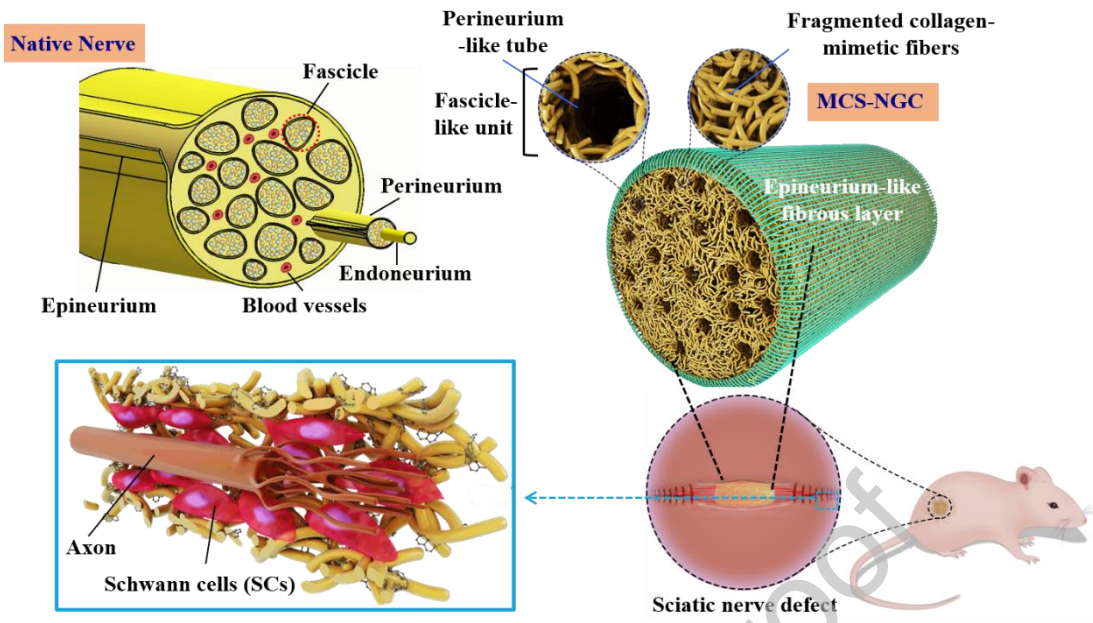 Native Nerve
Fascicle
Perineurium
Endoneurium
Epineurium
Blood vessels
Perineurium
-like tube
Fascicle-
like unit
Fragmented collagen-
mimetic fibers
MCS-NGC
Epineurium-like
fibrous layer
Axon
Schwann cells (SCs)
Sciatic nerve defect
roof